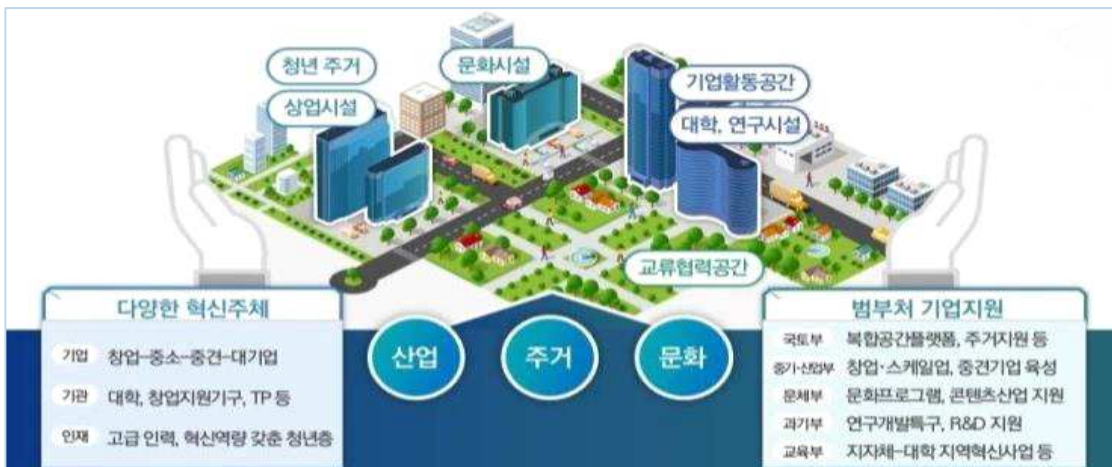 청년 주거
상업시설
문화시설
기업활동공간
대학, 연구시설
교류협력공간
다양한 혁신주체
기업 창업-중소-중견-대기업
기관 대학, 창업지원기구, TP 등
인재 고급 인력, 혁신역량 갖춘 청년층
산업
주거
문화
범부처 기업지원
국토부 복합공간플랫폼, 주거지원 등
중기·산업부 창업·스케일업, 중견기업 육성
문체부 문화프로그램, 콘텐츠산업 지원
과기부 연구개발특구, R&D 지원
교육부 지자체-대학 지역혁신사업 등